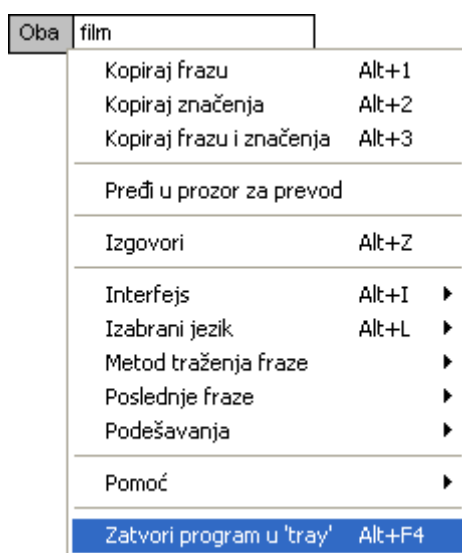 Oba film
Kopiraj frazu Alt+1
Kopiraj značenja Alt+2
Kopiraj frazu i značenja Alt+3
Pređi u prozor za prevod
Izgovori Alt+Z
Interfejs Alt+I
Izabrani jezik Alt+L
Metod traženja fraze
Poslednje fraze
Podešavanja
Pomoć
Zatvori program u 'tray' Alt+F4